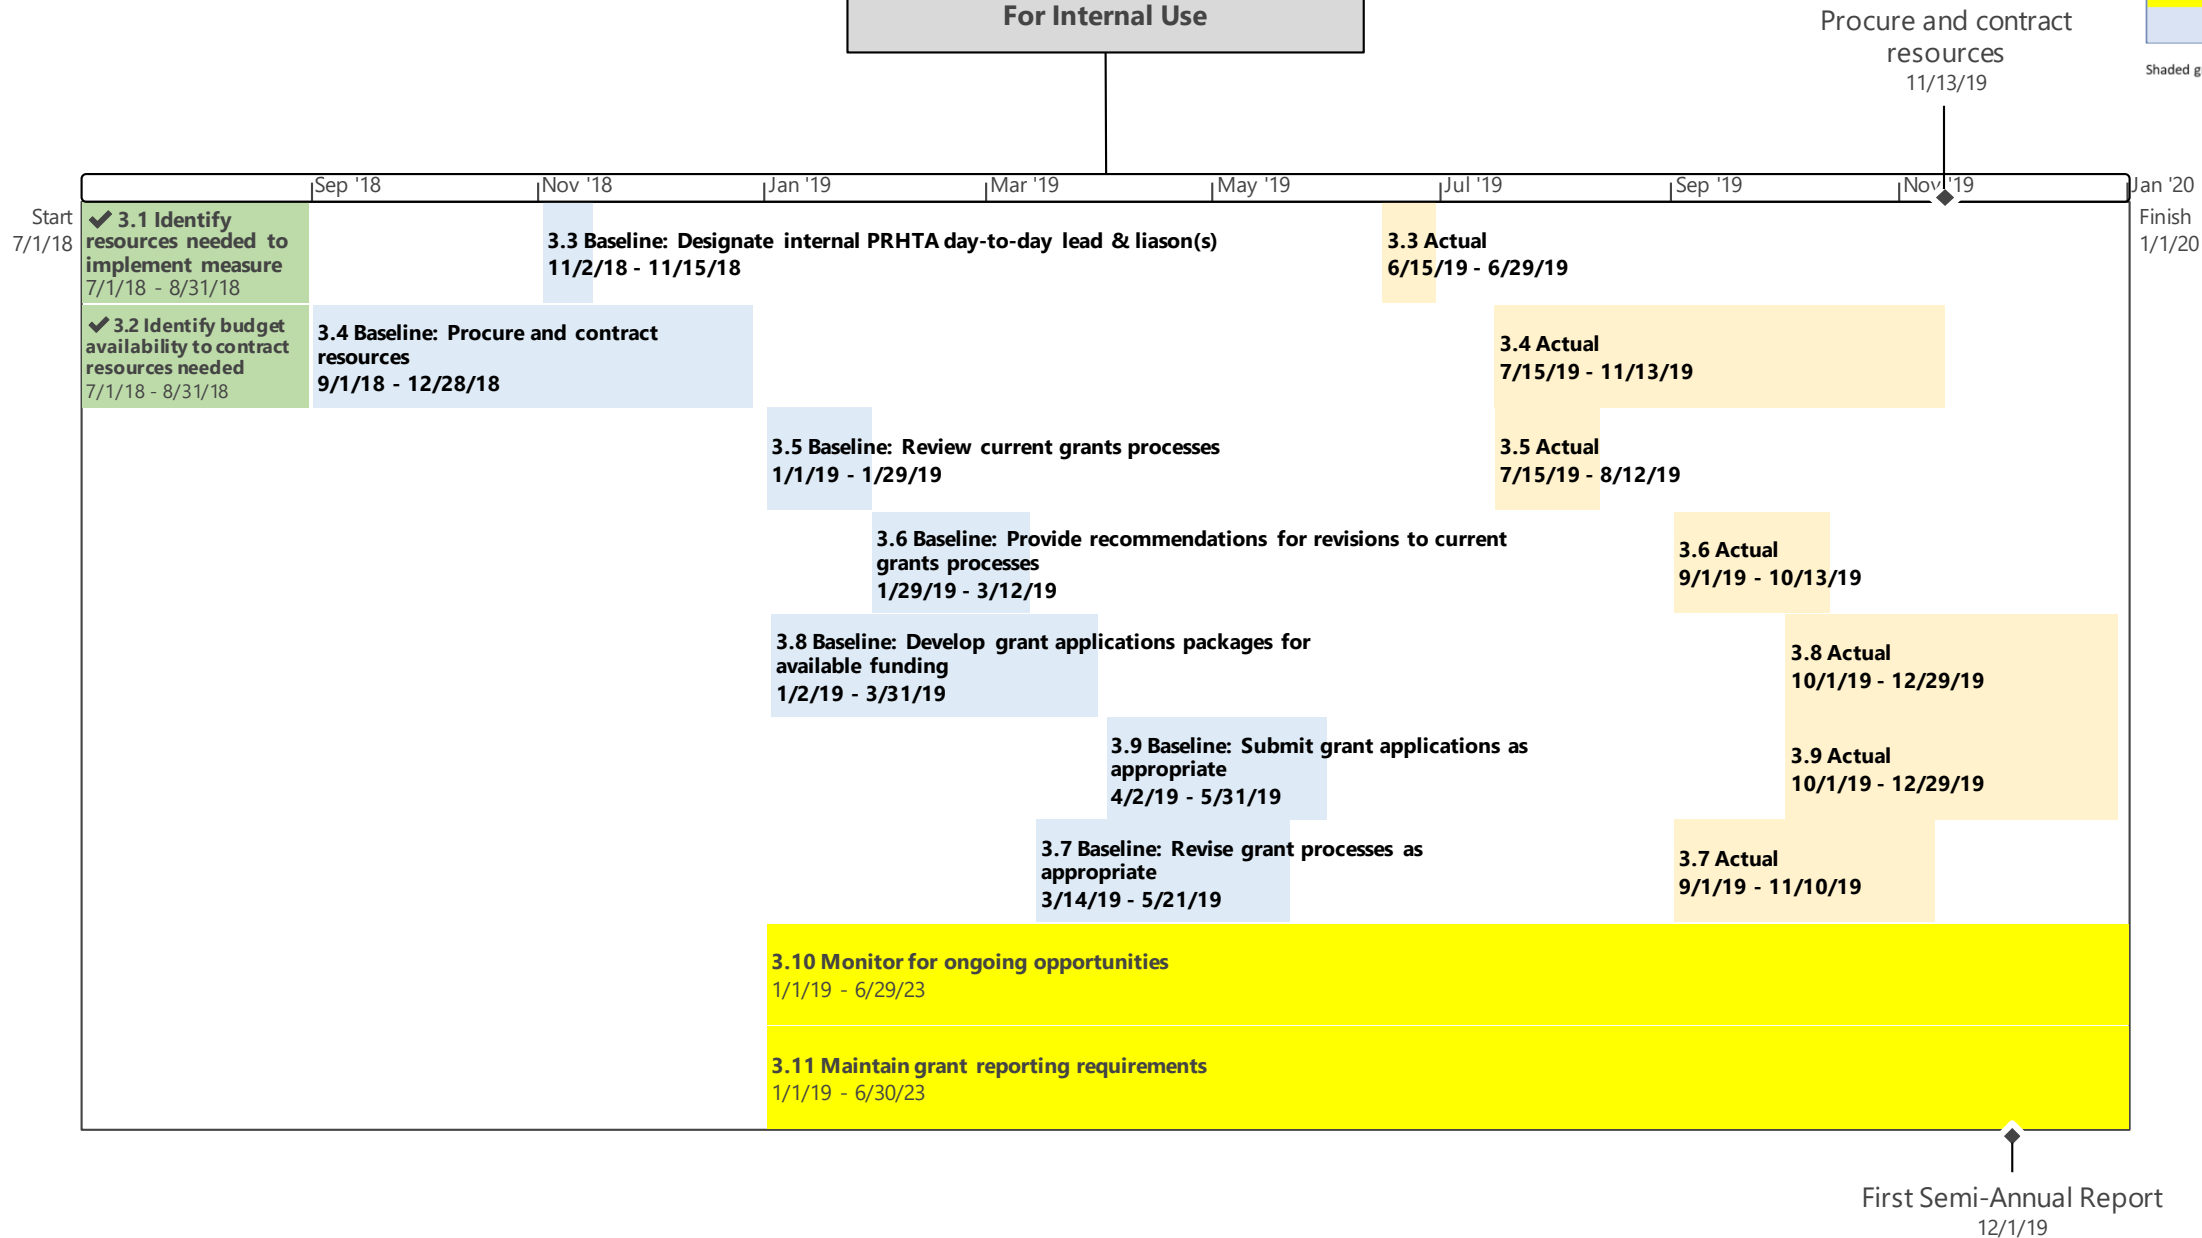 For Internal Use
Procure and contract
resources
11/13/19
Shaded g
Sep '18
Nov '18
Jan '19
Mar '19
May '19
Jul '19
Sep '19
Nov '19
Jan '20
Start
7/1/18
Finish
1/1/20
✔ 3.1 Identify
resources needed to
implement measure
7/1/18 - 8/31/18
3.3 Baseline: Designate internal PRHTA day-to-day lead & liason(s)
11/2/18 - 11/15/18
3.3 Actual
6/15/19 - 6/29/19
✔ 3.2 Identify budget
availability to contract
resources needed
7/1/18 - 8/31/18
3.4 Baseline: Procure and contract
resources
9/1/18 - 12/28/18
3.4 Actual
7/15/19 - 11/13/19
3.5 Baseline: Review current grants processes
1/1/19 - 1/29/19
3.5 Actual
7/15/19 - 8/12/19
3.6 Baseline: Provide recommendations for revisions to current
grants processes
1/29/19 - 3/12/19
3.6 Actual
9/1/19 - 10/13/19
3.8 Baseline: Develop grant applications packages for
available funding
1/2/19 - 3/31/19
3.8 Actual
10/1/19 - 12/29/19
3.9 Baseline: Submit grant applications as
appropriate
4/2/19 - 5/31/19
3.9 Actual
10/1/19 - 12/29/19
3.7 Baseline: Revise grant processes as
appropriate
3/14/19 - 5/21/19
3.7 Actual
9/1/19 - 11/10/19
3.10 Monitor for ongoing opportunities
1/1/19 - 6/29/23
3.11 Maintain grant reporting requirements
1/1/19 - 6/30/23
First Semi-Annual Report
12/1/19